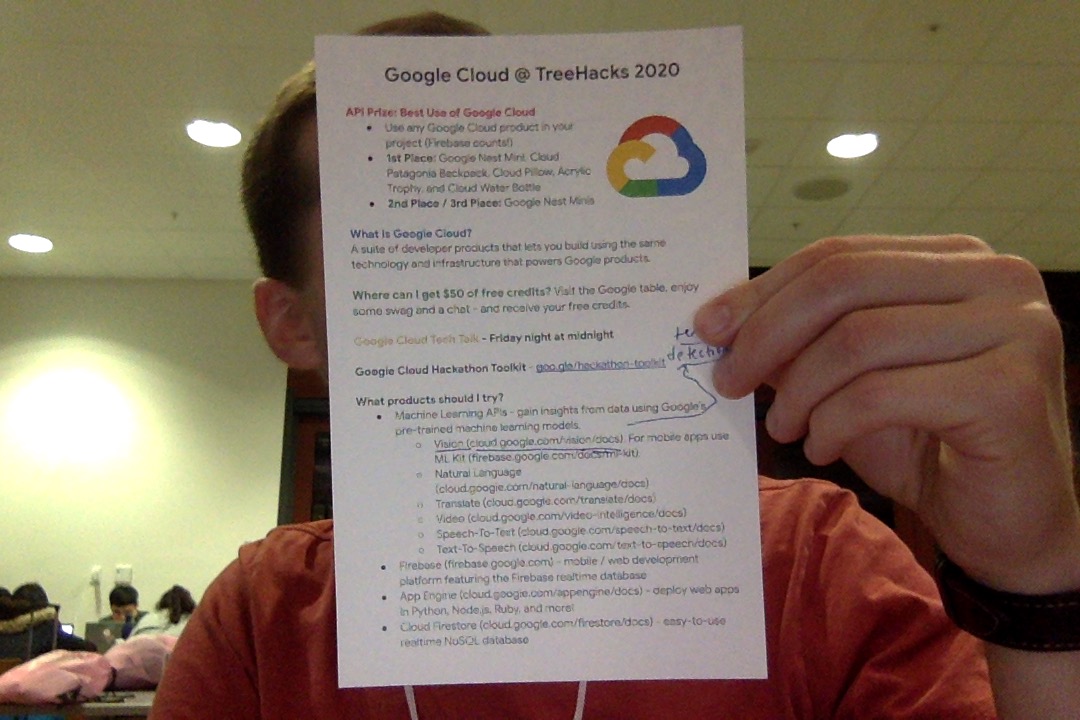 Google Cloud @ TreeHacks 2020
API Prize: Best Use of Google Cloud
Use any Google Cloud product in your
project (Firebase counts!)
1st Place: Google Nest Mini, Cloud
Patagonia Backpack, Cloud Pillow, Acrylic
Trophy, and Cloud Water Bottle
2nd Place / 3rd Place: Google Nest Minis
What is Google Cloud?
A suite of developer products that lets you build using the same
technology and infrastructure that powers Google products.
Where can I get $50 of free credits? Visit the Google table, enjoy
some swag and a chat - and receive your free credits.
Google Cloud Tech Talk - Friday night at midnight
Google Cloud Hackathon Toolkit - goo.gle/hackathon-toolkit
What products should I try?
Machine Learning APIs - gain insights from data using Google's
pre-trained machine learning models.
Vision (cloud.google.com/vision/docs). For mobile apps use
ML Kit (firebase.google.com/docs/ml-kit).
Natural Language
(cloud.google.com/natural-language/docs)
Translate (cloud.google.com/translate/docs)
Video (cloud.google.com/video-intelligence/docs)
Speech-To-Text (cloud.google.com/speech-to-text/docs)
Text-To-Speech (cloud.google.com/text-to-speech/docs)
Firebase (firebase.google.com) - mobile / web development
platform featuring the Firebase realtime database
App Engine (cloud.google.com/appengine/docs) - deploy web apps
in Python, Node.js, Ruby, and more!
Cloud Firestore (cloud.google.com/firestore/docs) - easy-to-use
realtime NoSQL database